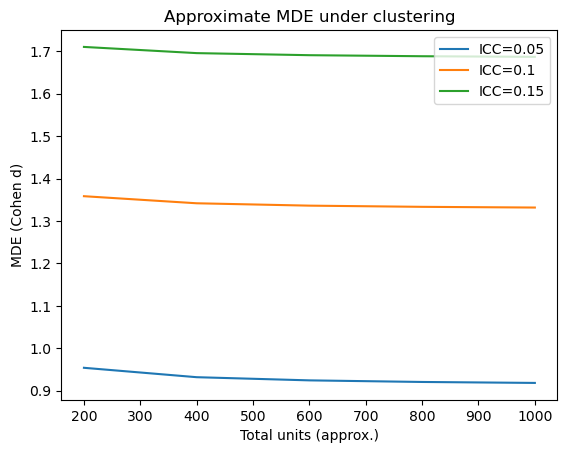 Approximate MDE under clustering
MDE (Cohen d)
1.7
1.6
1.5
1.4
1.3
1.2
1.1
1.0
0.9
ICC=0.05
ICC=0.1
ICC=0.15
200 300 400 500 600 700 800 900 1000
Total units (approx.)